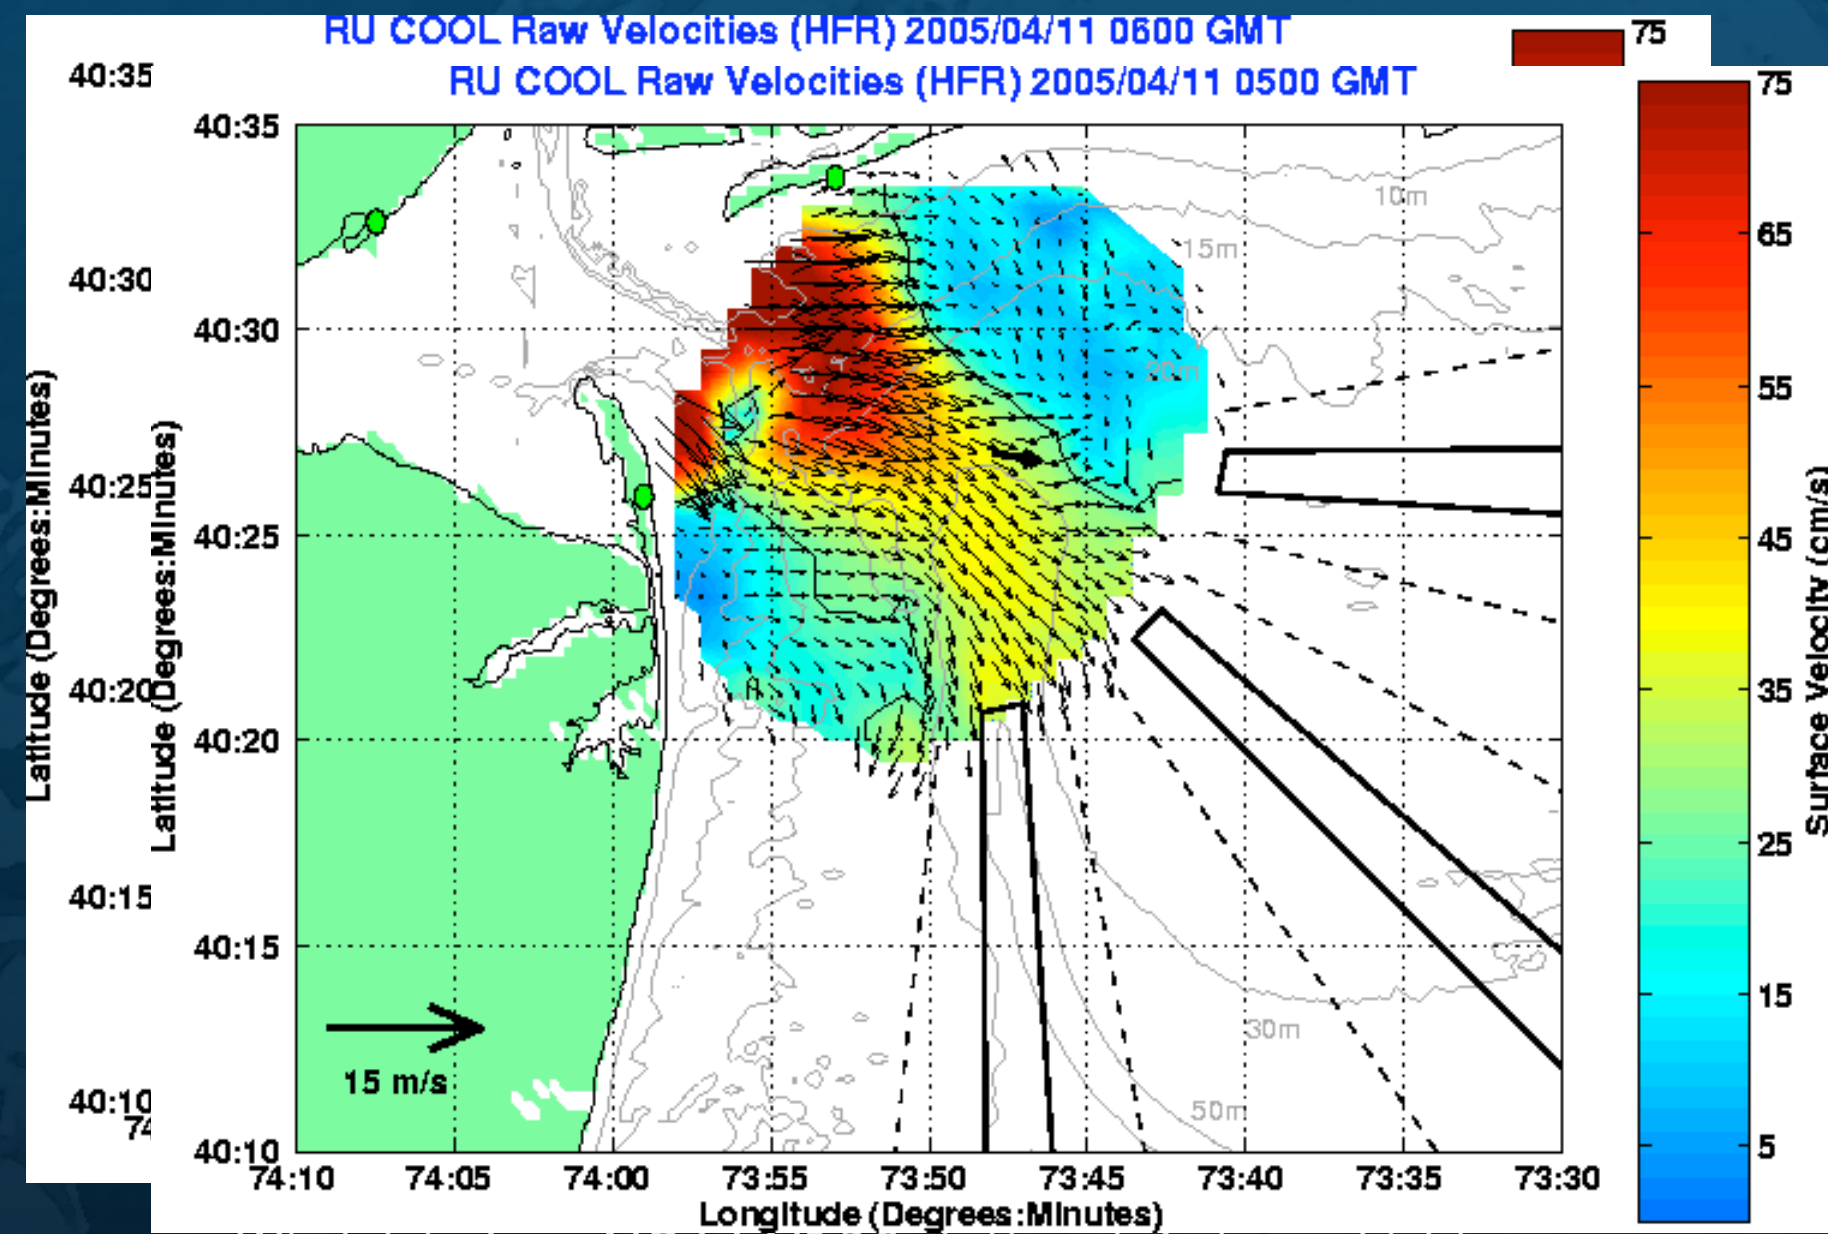 RU COOL Raw Velocities (HFR) 2005/04/11 0600 GMT
75
40:35
40:30
40:25
40:20
40:15
40:10
74
Latitude (Degrees:Minutes)
RU COOL Raw Velocities (HFR) 2005/04/11 0500 GMT
40:35
40:30
40:25
40:20
40:15
40:10
Latitude (Degrees:Minutes)
10m
15m
20m
30m
50m
15 m/s
74:10 74:05 74:00 73:55 73:50 73:45 73:40 73:35 73:30
Longitude (Degrees:Minutes)
75
65
55
45
35
25
15
5
Surface Velocity (cm/s)